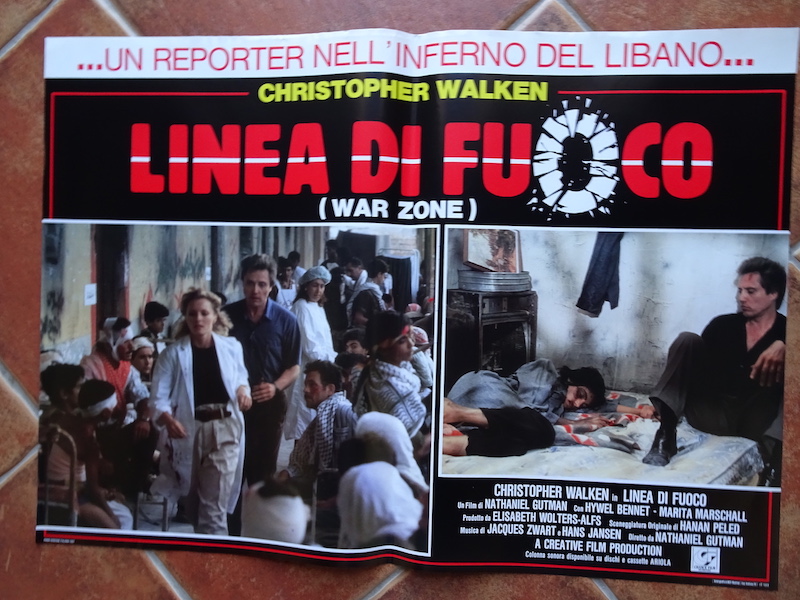 ...UN REPORTER NELL'INFERNO DEL LIBANO...
CHRISTOPHER WALKEN
LINEA DI FUOCO
(WAR ZONE)
CHRISTOPHER WALKEN in LINEA DI FUOCO
Un Film di NATHANIEL GUTMAN Con HYWEL BENNET - MARITA MARSCHALL
Prodotto da ELISABETH WOLTERS-ALFS Sceneggiatura Originale di HANAN PELED
Musica di JACQUES ZWART e HANS JANSEN Diretto da NATHANIEL GUTMAN
A CREATIVE FILM PRODUCTION
Colonna sonora disponibile su dischi e cassette ARIOLA